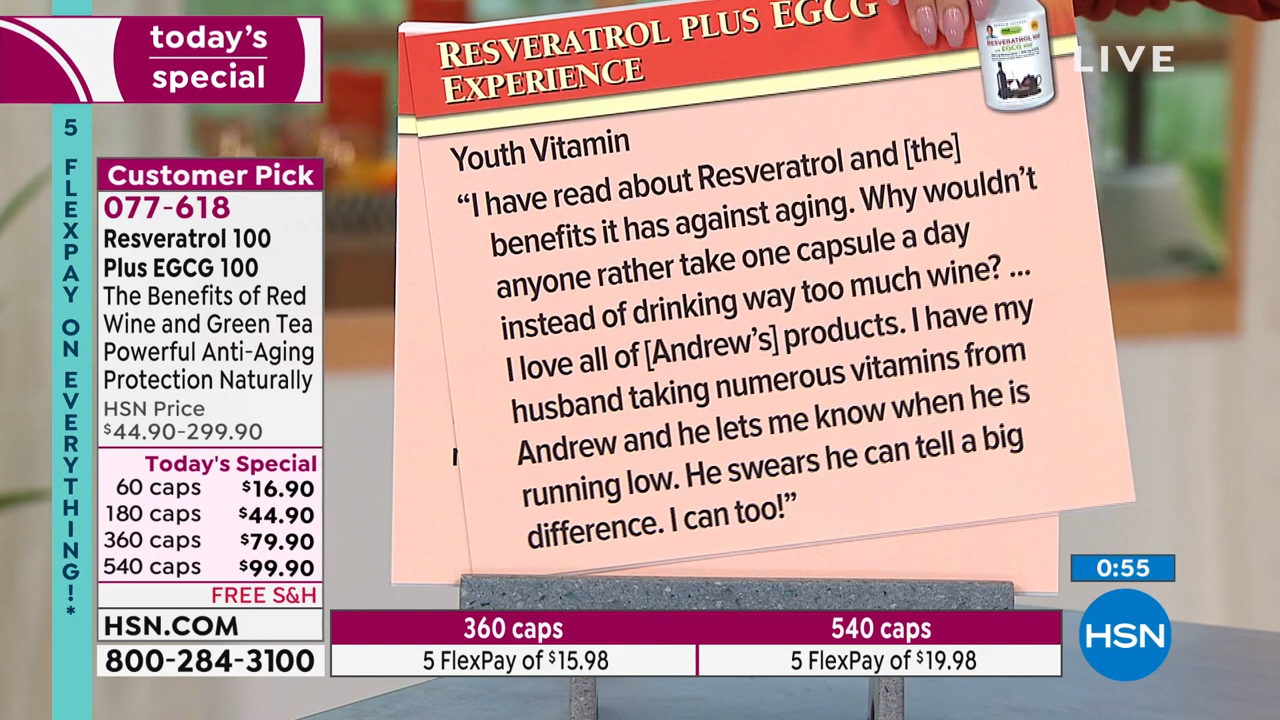 today's
special
5 FLEXPAY ON EVERYTHING!*
Customer Pick
077-618
Resveratrol 100
Plus EGCG 100
The Benefits of Red
Wine and Green Tea
Powerful Anti-Aging
Protection Naturally
HSN Price
$44.90-299.90
Today's Special
60 caps $16.90
180 caps $44.90
360 caps $79.90
540 caps $99.90
FREE S&H
HSN.COM
800-284-3100
RESVERATROL PLUS EGCG
EXPERIENCE
RESVERATROL 100
EGCG 100
LIVE
Youth Vitamin
“I have read about Resveratrol and [the]
benefits it has against aging. Why wouldn’t
anyone rather take one capsule a day
instead of drinking way too much wine? ...
I love all of [Andrew’s] products. I have my
husband taking numerous vitamins from
Andrew and he lets me know when he is
running low. He swears he can tell a big
difference. I can too!”
0:55
HSN
360 caps 540 caps
5 FlexPay of $15.98 5 FlexPay of $19.98